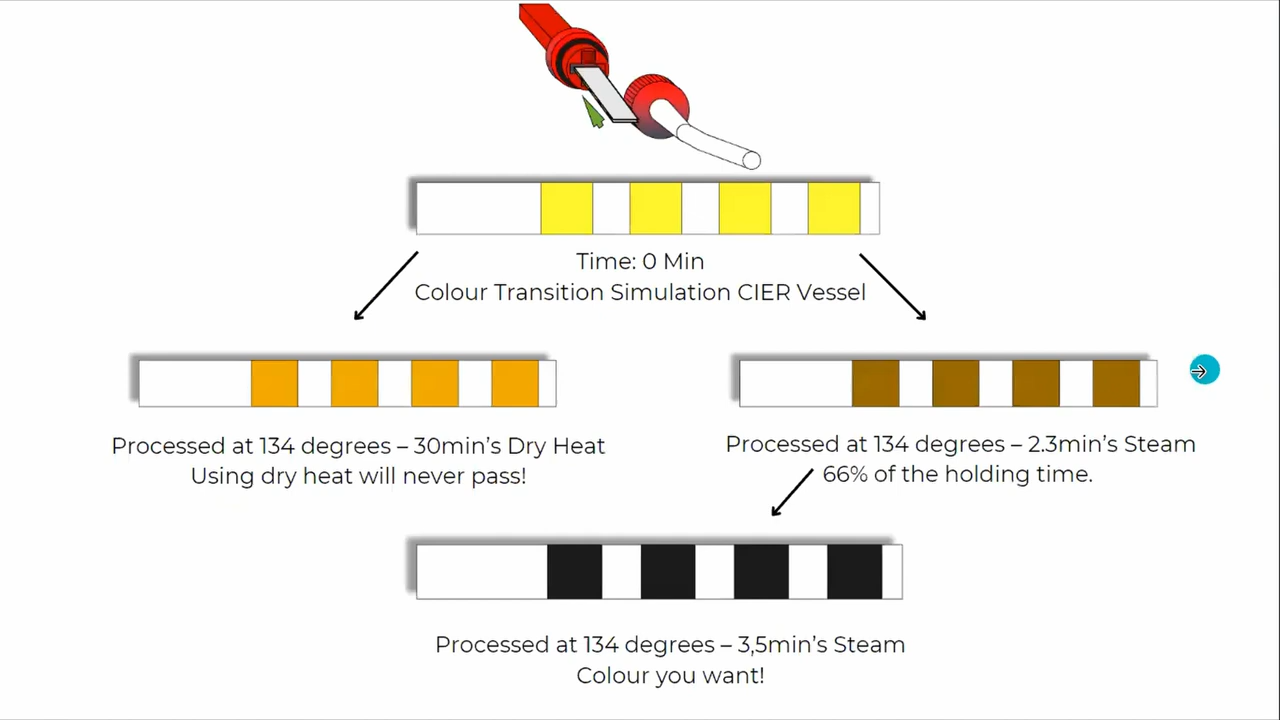 Time: 0 Min
Colour Transition Simulation CIER Vessel
Processed at 134 degrees – 30min’s Dry Heat
Using dry heat will never pass!
Processed at 134 degrees – 2.3min’s Steam
66% of the holding time.
Processed at 134 degrees – 3,5min’s Steam
Colour you want!